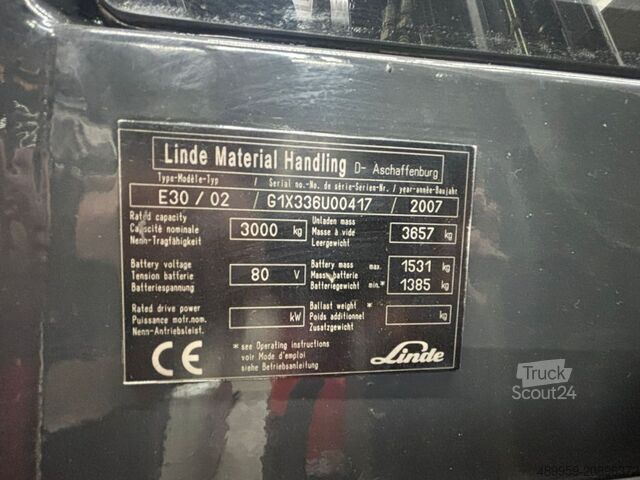 Linde Material Handling D- Aschaffenburg
Type-Modèle-Typ / Serial no.-No. de série-Serien-Nr. / year-année-Baujahr
E30 / 02 / G1X336U00417 / 2007
Rated capacity
Capacité nominale 3000 kg
Nenn-Tragfähigkeit
Unladen mass
Masse à vide 3657 kg
Leergewicht
Battery voltage
Tension batterie 80 V
Batteriespannung
Battery mass max. 1531 kg
Mass batterie
Batteriegewicht min.* 1385 kg
Rated drive power
Puissance motr.nom. kW
Nenn-Antriebsleist.
Ballast weight *
Poids additionnel kg
Zusatzgewicht
CE
* see Operating instructions
voir Mode d'emploi
siehe Betriebsanleitung
Linde
Truck
Scout24